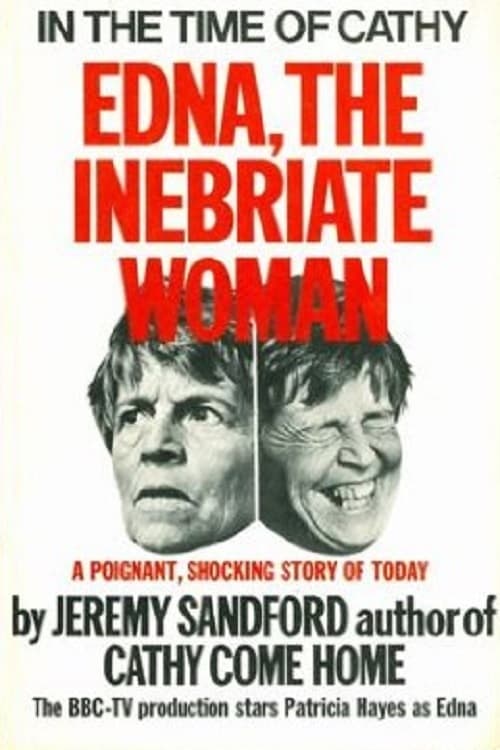 IN THE TIME OF CATHY
EDNA, THE
INEBRIATE
WOMAN
A POIGNANT, SHOCKING STORY OF TODAY
by JEREMY SANDFORD author of
CATHY COME HOME
The BBC-TV production stars Patricia Hayes as Edna